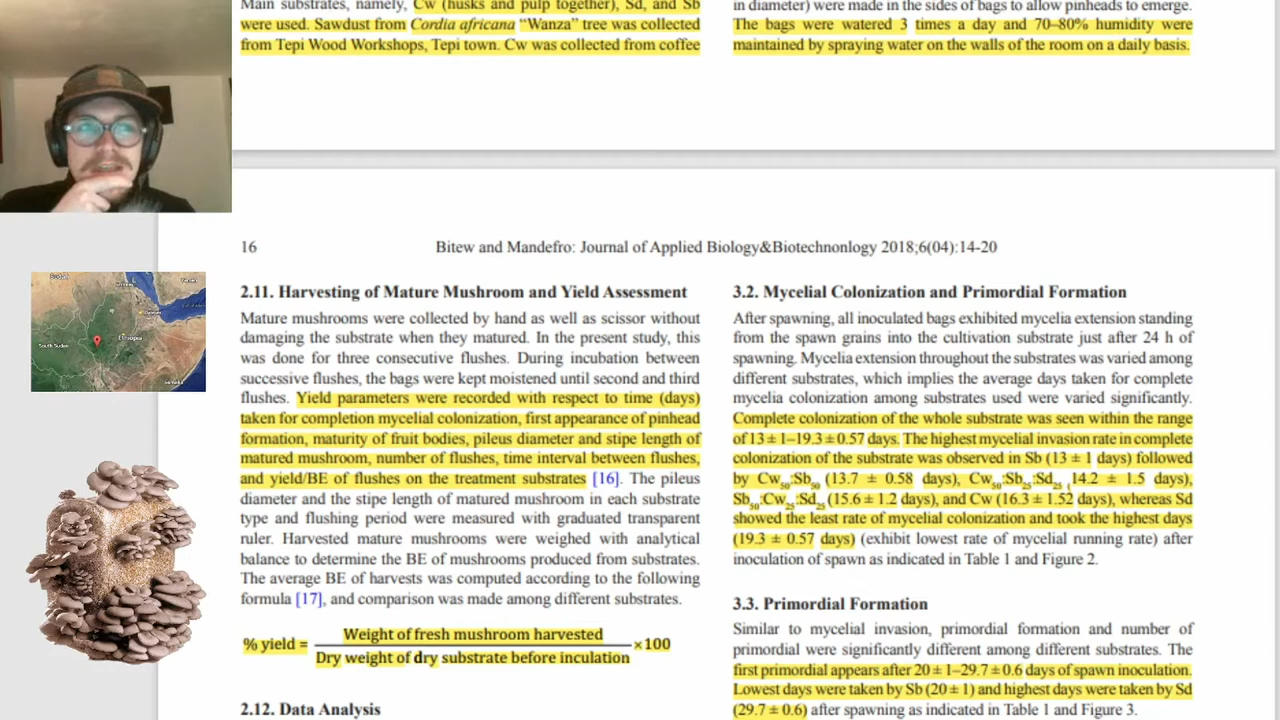 Main substrates, namely, Cw (husks and pulp together), Sd, and Sb
were used. Sawdust from Cordia africana “Wanza” tree was collected
from Tepi Wood Workshops, Tepi town. Cw was collected from coffee
in diameter) were made in the sides of bags to allow pinheads to emerge.
The bags were watered 3 times a day and 70–80% humidity were
maintained by spraying water on the walls of the room on a daily basis.
16
Bitew and Mandefro: Journal of Applied Biology&Biotechnonlogy 2018;6(04):14-20
2.11. Harvesting of Mature Mushroom and Yield Assessment
Mature mushrooms were collected by hand as well as scissor without
damaging the substrate when they matured. In the present study, this
was done for three consecutive flushes. During incubation between
successive flushes, the bags were kept moistened until second and third
flushes. Yield parameters were recorded with respect to time (days)
taken for completion mycelial colonization, first appearance of pinhead
formation, maturity of fruit bodies, pileus diameter and stipe length of
matured mushroom, number of flushes, time interval between flushes,
and yield/BE of flushes on the treatment substrates [16]. The pileus
diameter and the stipe length of matured mushroom in each substrate
type and flushing period were measured with graduated transparent
ruler. Harvested mature mushrooms were weighed with analytical
balance to determine the BE of mushrooms produced from substrates.
The average BE of harvests was computed according to the following
formula [17], and comparison was made among different substrates.
% yield = Weight of fresh mushroom harvested
Dry weight of dry substrate before inculation ×100
2.12. Data Analysis
3.2. Mycelial Colonization and Primordial Formation
After spawning, all inoculated bags exhibited mycelia extension standing
from the spawn grains into the cultivation substrate just after 24 h of
spawning. Mycelia extension throughout the substrates was varied among
different substrates, which implies the average days taken for complete
mycelia colonization among substrates used were varied significantly.
Complete colonization of the whole substrate was seen within the range
of 13 ± 1–19.3 ± 0.57 days. The highest mycelial invasion rate in complete
colonization of the substrate was observed in Sb (13 ± 1 days) followed
by Cw50:Sb50 (13.7 ± 0.58 days), Cw50:Sb25:Sd25 (14.2 ± 1.5 days),
Sb50:Cw25:Sd25 (15.6 ± 1.2 days), and Cw (16.3 ± 1.52 days), whereas Sd
showed the least rate of mycelial colonization and took the highest days
(19.3 ± 0.57 days) (exhibit lowest rate of mycelial running rate) after
inoculation of spawn as indicated in Table 1 and Figure 2.
3.3. Primordial Formation
Similar to mycelial invasion, primordial formation and number of
primordial were significantly different among different substrates. The
first primordial appears after 20 ± 1–29.7 ± 0.6 days of spawn inoculation.
Lowest days were taken by Sb (20 ± 1) and highest days were taken by Sd
(29.7 ± 0.6) after spawning as indicated in Table 1 and Figure 3.
South Sudan
Ethiopia